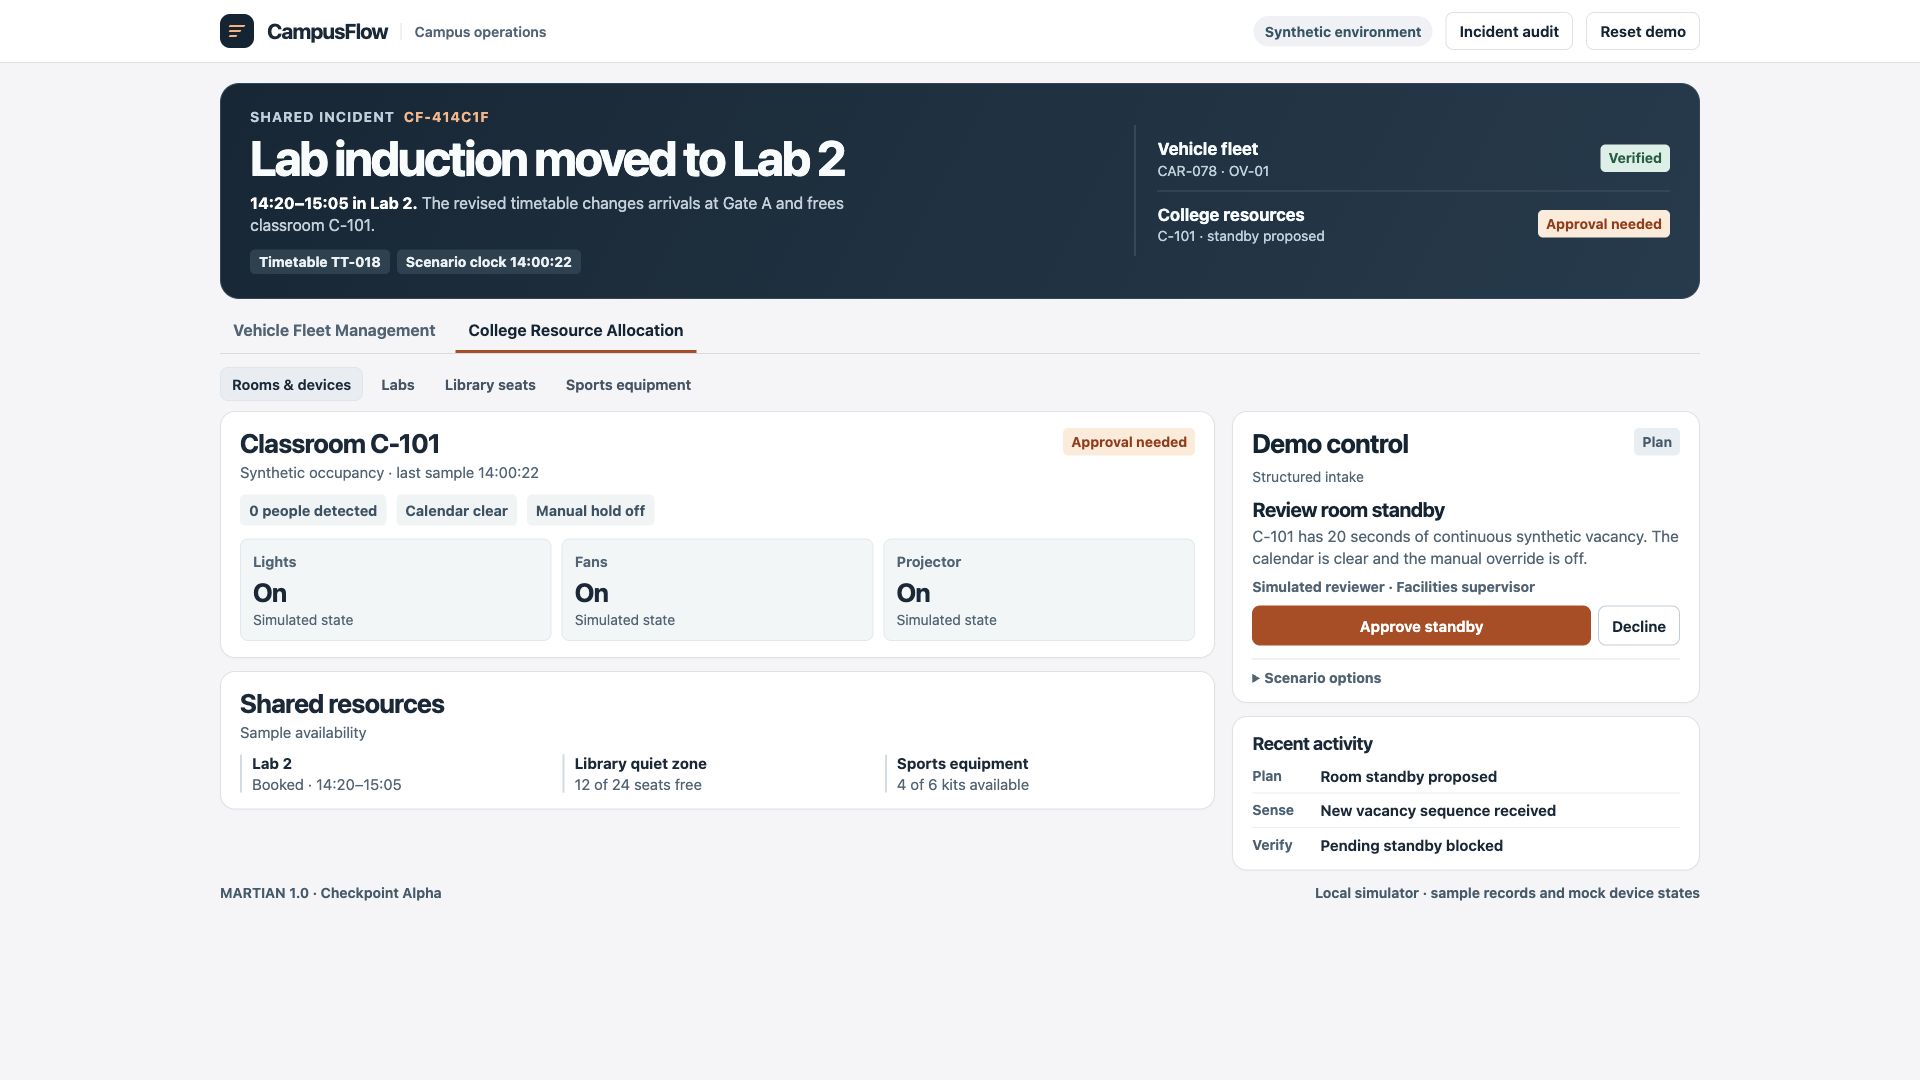 CampusFlow
Campus operations
Synthetic environment
Incident audit
Reset demo
SHARED INCIDENT CF-414C1F
Lab induction moved to Lab 2
14:20–15:05 in Lab 2. The revised timetable changes arrivals at Gate A and frees
classroom C-101.
Timetable TT-018
Scenario clock 14:00:22
Vehicle fleet
CAR-078 · OV-01
Verified
College resources
C-101 · standby proposed
Approval needed
Vehicle Fleet Management
College Resource Allocation
Rooms & devices
Labs
Library seats
Sports equipment
Classroom C-101
Approval needed
Synthetic occupancy · last sample 14:00:22
0 people detected
Calendar clear
Manual hold off
Lights
On
Simulated state
Fans
On
Simulated state
Projector
On
Simulated state
Shared resources
Sample availability
Lab 2
Booked · 14:20–15:05
Library quiet zone
12 of 24 seats free
Sports equipment
4 of 6 kits available
Demo control
Plan
Structured intake
Review room standby
C-101 has 20 seconds of continuous synthetic vacancy. The
calendar is clear and the manual override is off.
Simulated reviewer · Facilities supervisor
Approve standby
Decline
Scenario options
Recent activity
Plan Room standby proposed
Sense New vacancy sequence received
Verify Pending standby blocked
MARTIAN 1.0 · Checkpoint Alpha
Local simulator · sample records and mock device states